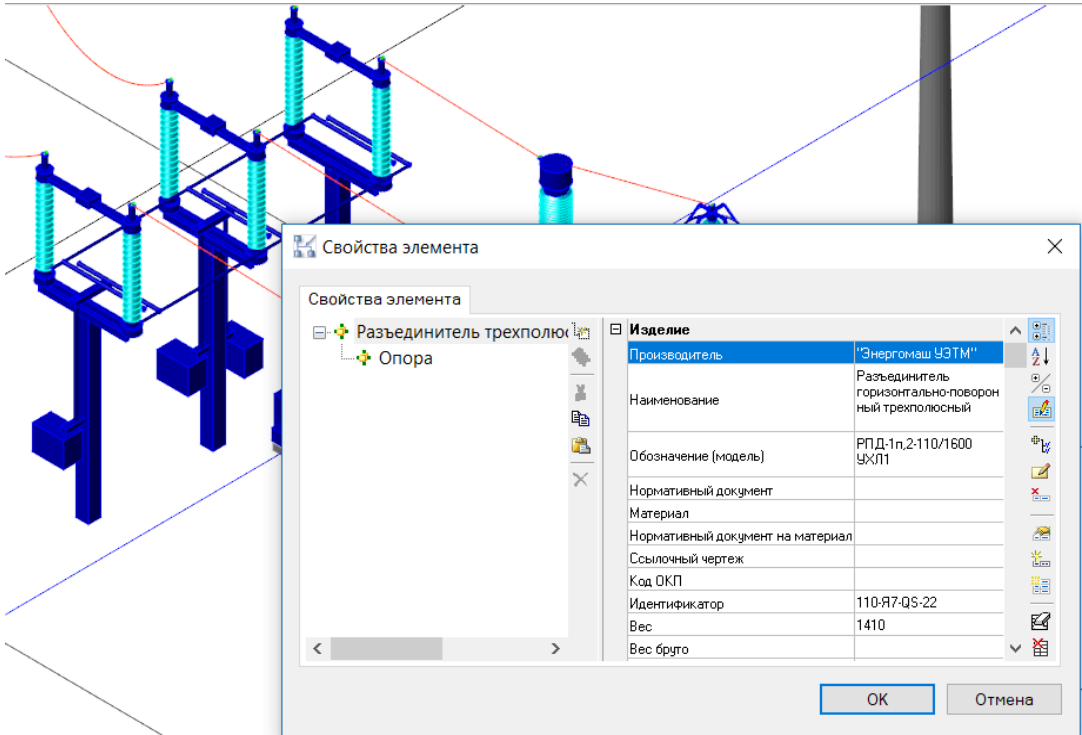 Свойства элемента
Свойства элемента
Разъединитель трехполюс
Опора
Изделие
Производитель "Энергомаш УЭТМ"
Наименование Разъединитель
горизонтально-поворон
ный трехполюсный
Обозначение (модель) РПД-1п,2-110/1600
УХЛ1
Нормативный документ
Материал
Нормативный документ на материал
Ссылочный чертеж
Код ОКП
Идентификатор 110-Я7-QS-22
Вес 1410
Вес бруто
OK Отмена